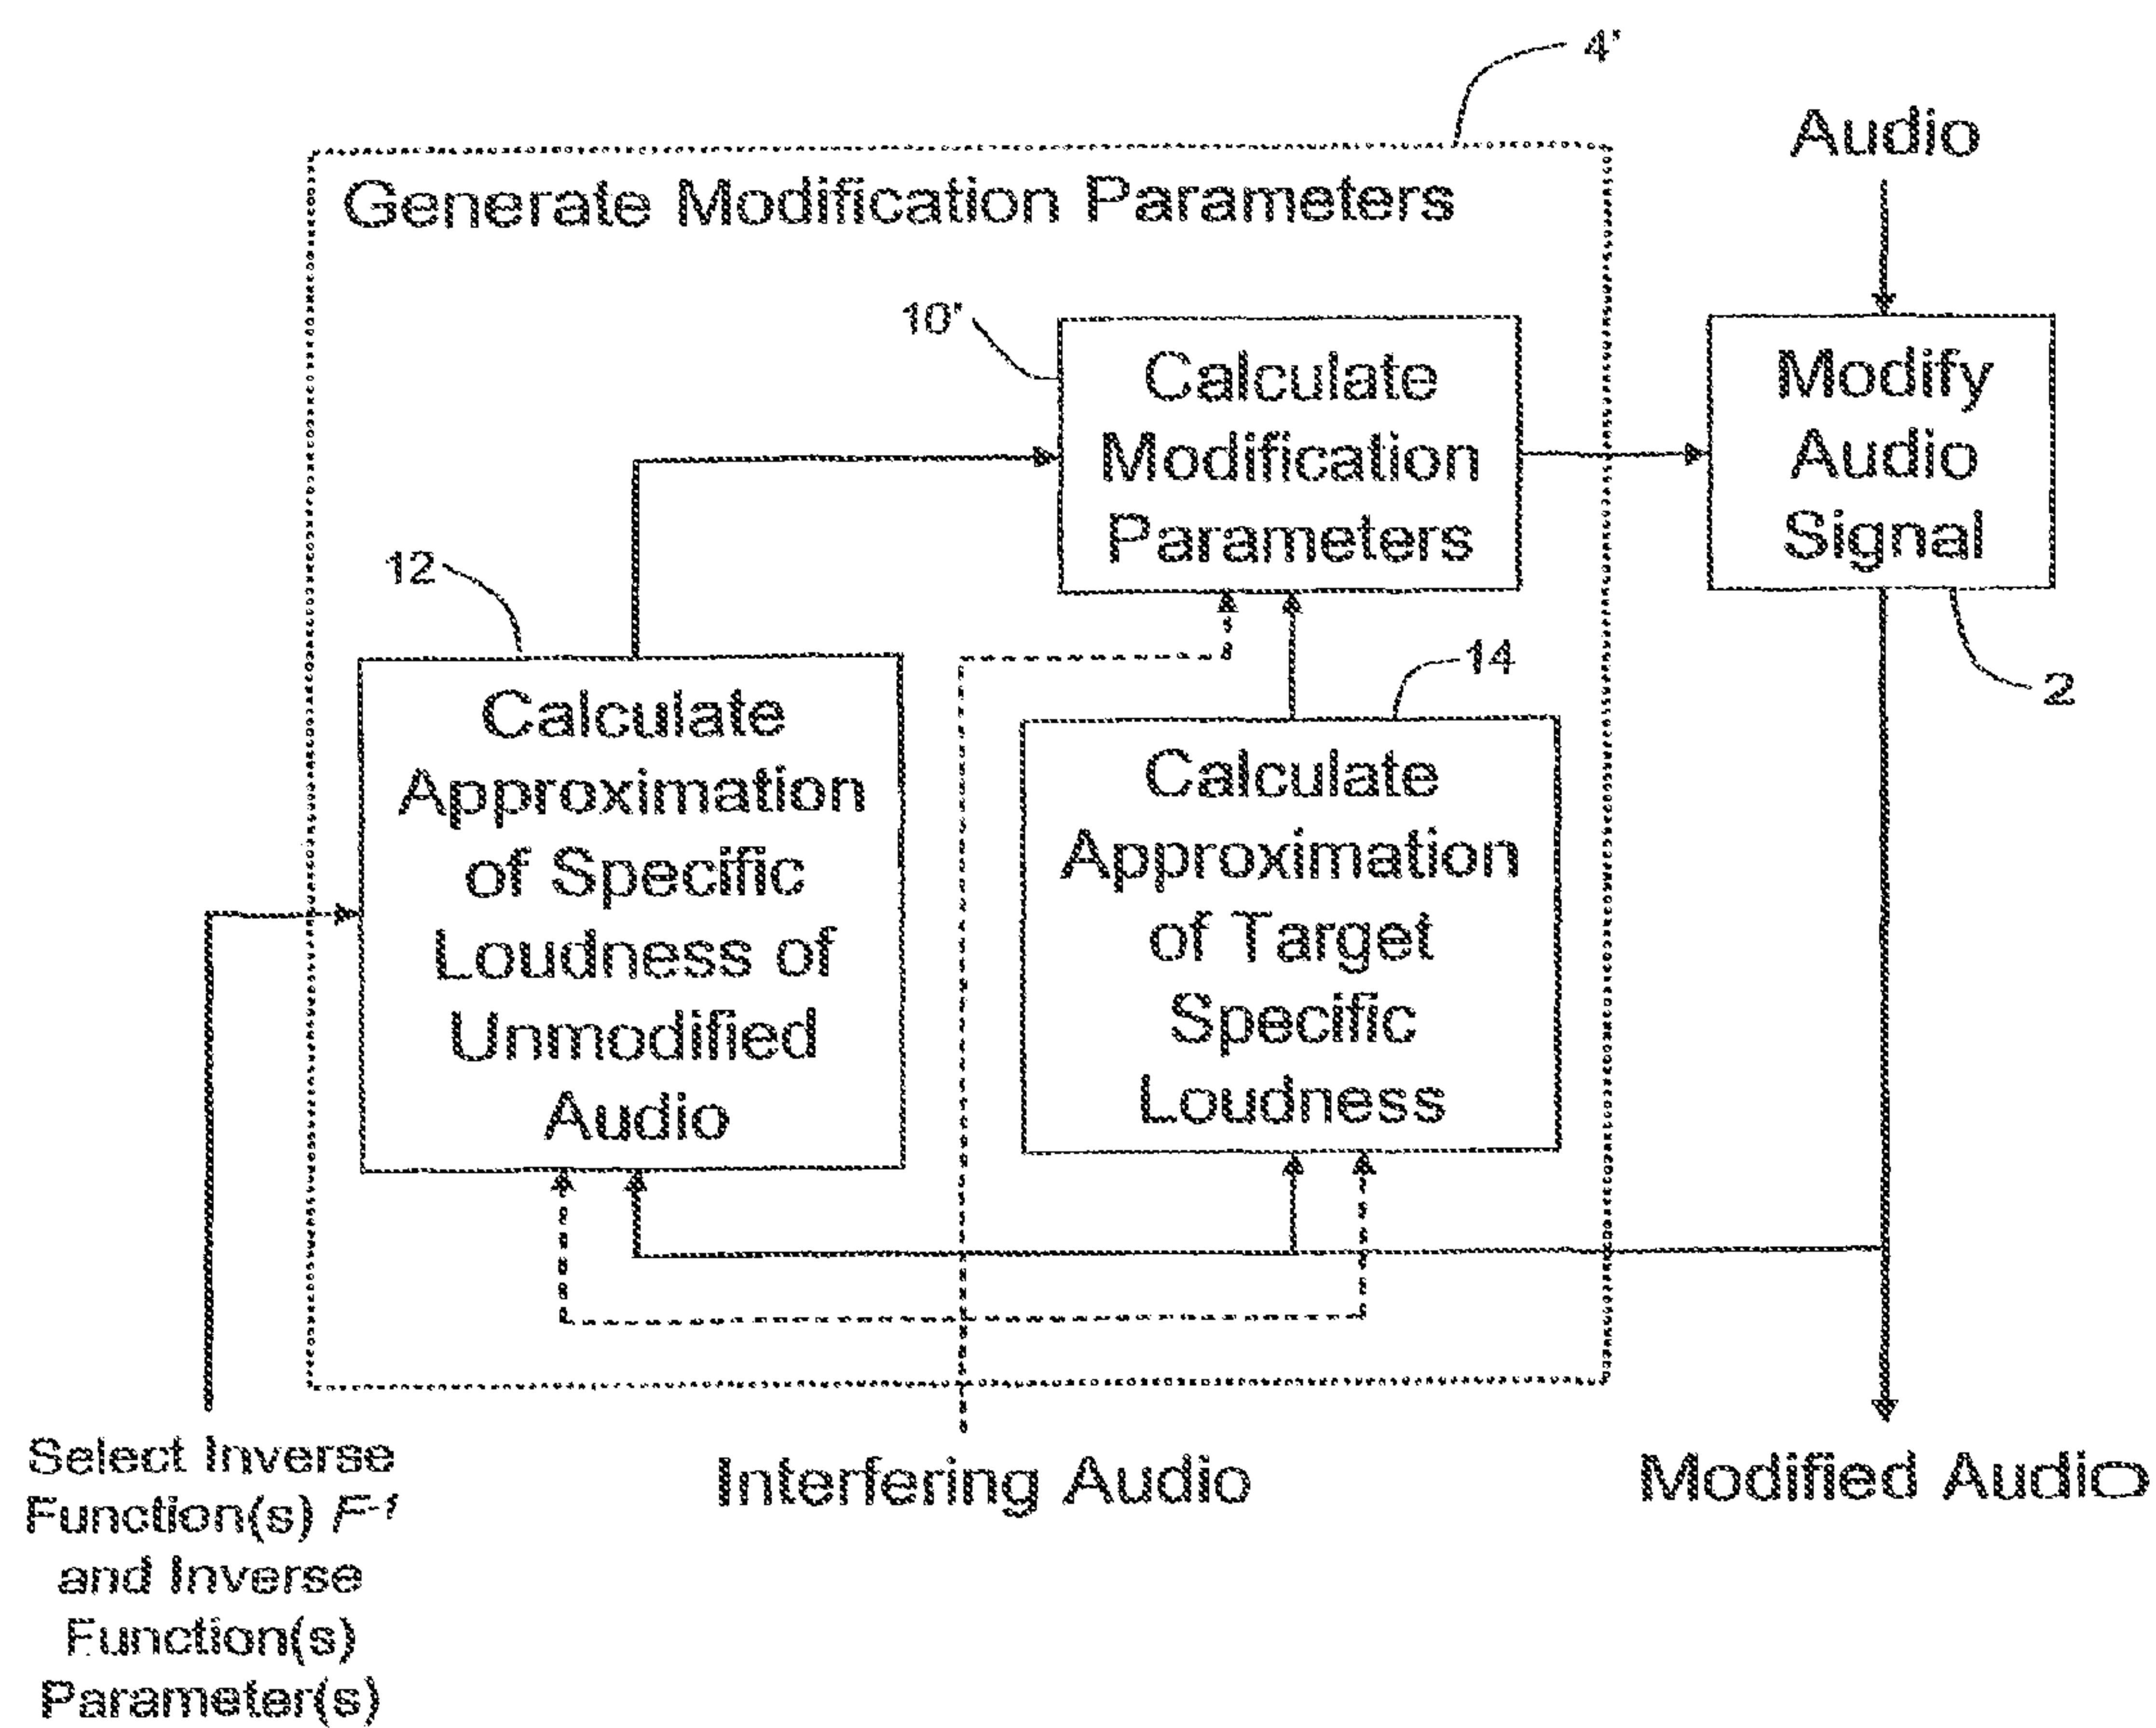 4'
Audio
Generate Modification Parameters
10'
Calculate
Modification
Parameters
Modify
Audio
Signal
12
14
2
Calculate
Approximation
of Specific
Loudness of
Unmodified
Audio
Calculate
Approximation
of Target
Specific
Loudness
Select Inverse
Function(s) F⁻¹
and Inverse
Function(s)
Parameter(s)
Interfering Audio
Modified Audio